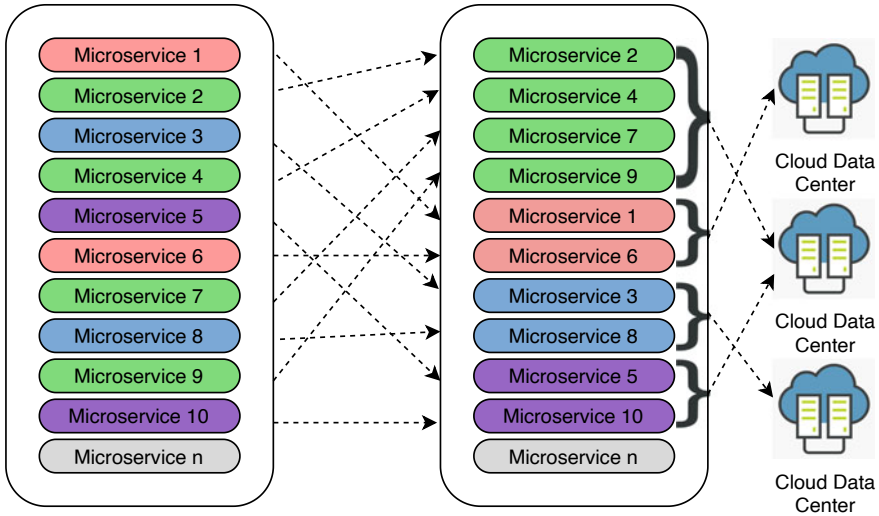 Microservice 1
Microservice 2
Microservice 3
Microservice 4
Microservice 5
Microservice 6
Microservice 7
Microservice 8
Microservice 9
Microservice 10
Microservice n
Microservice 2
Microservice 4
Microservice 7
Microservice 9
Microservice 1
Microservice 6
Microservice 3
Microservice 8
Microservice 5
Microservice 10
Microservice n
Cloud Data
Center
Cloud Data
Center
Cloud Data
Center